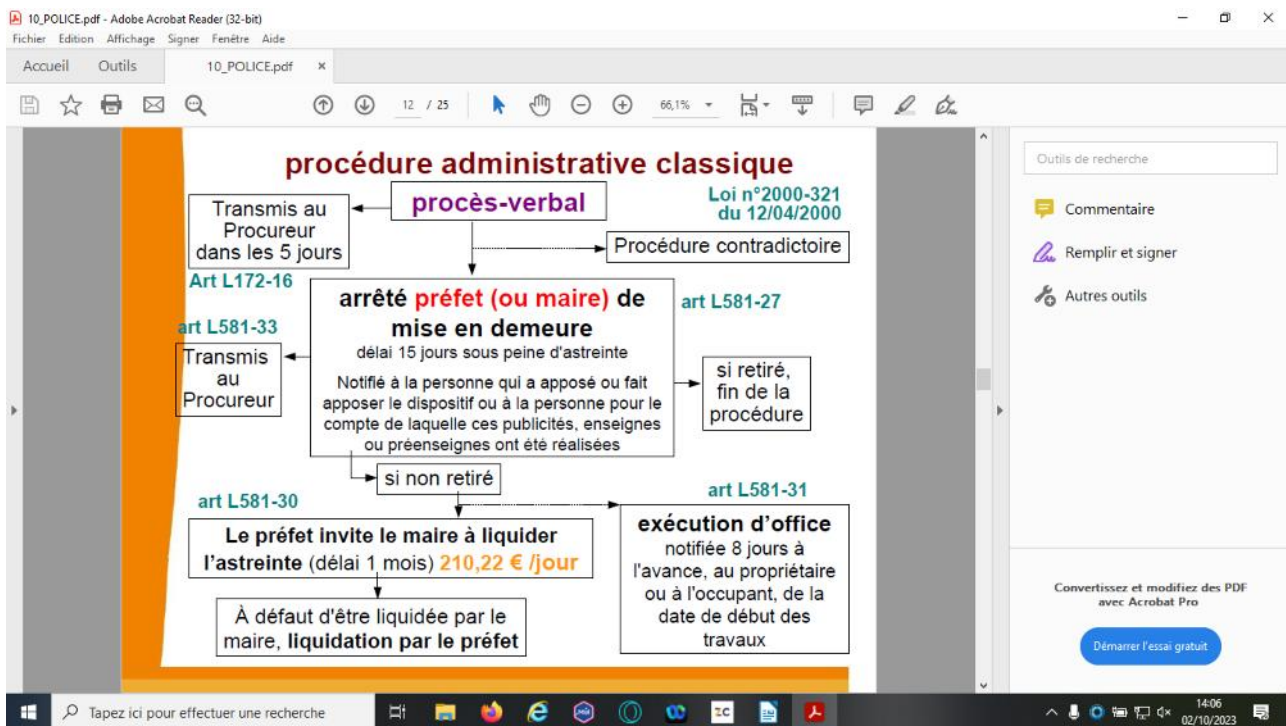 10_POLICE.pdf - Adobe Acrobat Reader (32-bit)
Fichier Edition Affichage Signer Fenêtre Aide
Accueil Outils 10_POLICE.pdf ×
12 / 25 66,1%
procédure administrative classique
Transmis au
Procureur
dans les 5 jours
procès-verbal
Loi n°2000-321
du 12/04/2000
Procédure contradictoire
Art L172-16
arrêté préfet (ou maire) de
mise en demeure
délai 15 jours sous peine d'astreinte
Notifié à la personne qui a apposé ou fait
apposer le dispositif ou à la personne pour le
compte de laquelle ces publicités, enseignes
ou préenseignes ont été réalisées
art L581-27
art L581-33
Transmis
au
Procureur
si retiré,
fin de la
procédure
si non retiré
art L581-30
art L581-31
Le préfet invite le maire à liquider
l'astreinte (délai 1 mois) 210,22 € /jour
À défaut d'être liquidée par le
maire, liquidation par le préfet
exécution d'office
notifiée 8 jours à
l'avance, au propriétaire
ou à l'occupant, de la
date de début des
travaux
Outils de recherche
Commentaire
Remplir et signer
Autres outils
Convertissez et modifiez des PDF
avec Acrobat Pro
Démarrer l'essai gratuit
Tapez ici pour effectuer une recherche
14:06
02/10/2023